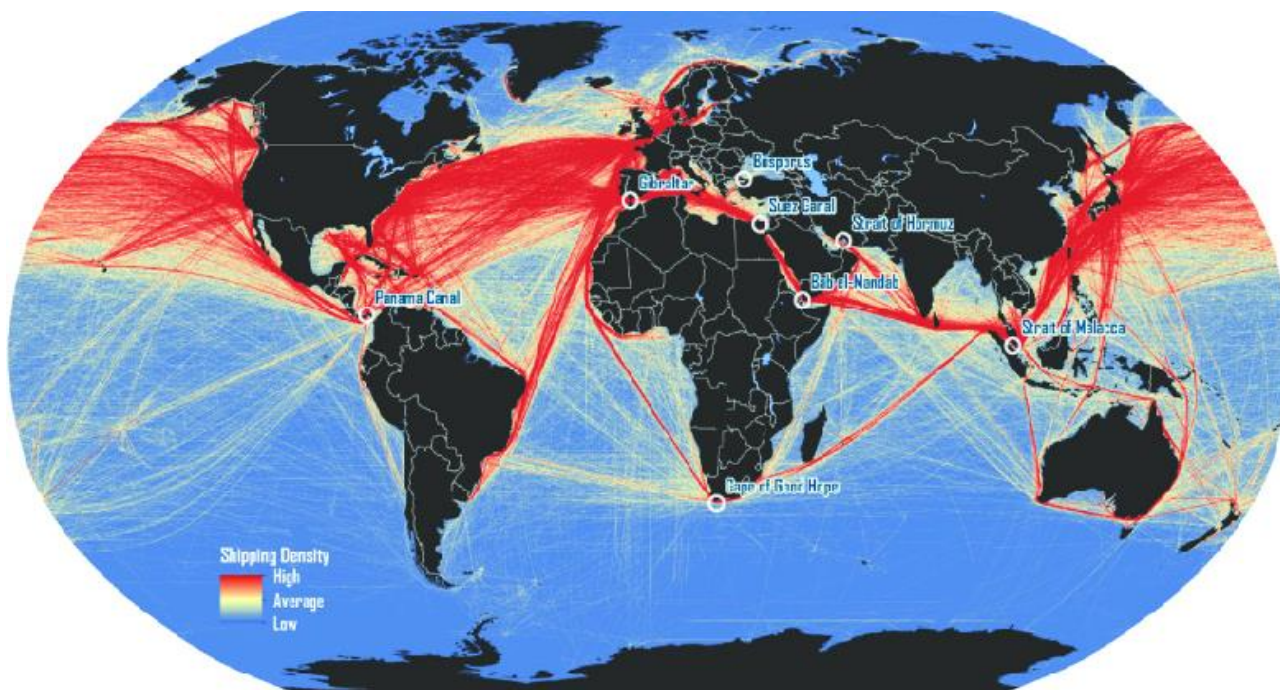 Bosporus
Gibraltar
Suez Canal
Strait of Hormuz
Bab el-Mandab
Panama Canal
Strait of Malacca
Cape of Good Hope
Shipping Density
High
Average
Low